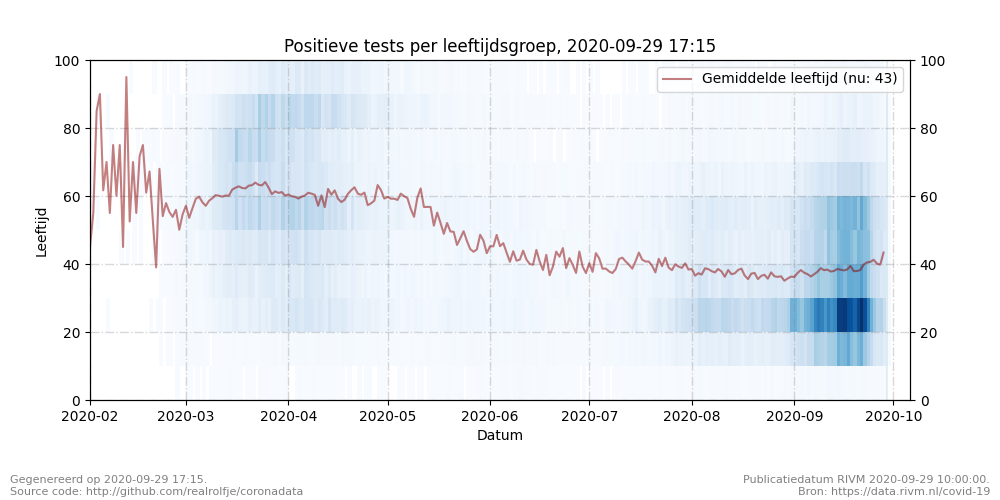 Positieve tests per leeftijdsgroep, 2020-09-29 17:15
Gemiddelde leeftijd (nu: 43)
100
80
60
40
20
0
Leeftijd
100
80
60
40
20
0
2020-02
2020-03
2020-04
2020-05
2020-06
2020-07
2020-08
2020-09
2020-10
Datum
Gegenereerd op 2020-09-29 17:15.
Source code: http://github.com/realrolfje/coronadata
Publicatiedatum RIVM 2020-09-29 10:00:00.
Bron: https://data.rivm.nl/covid-19